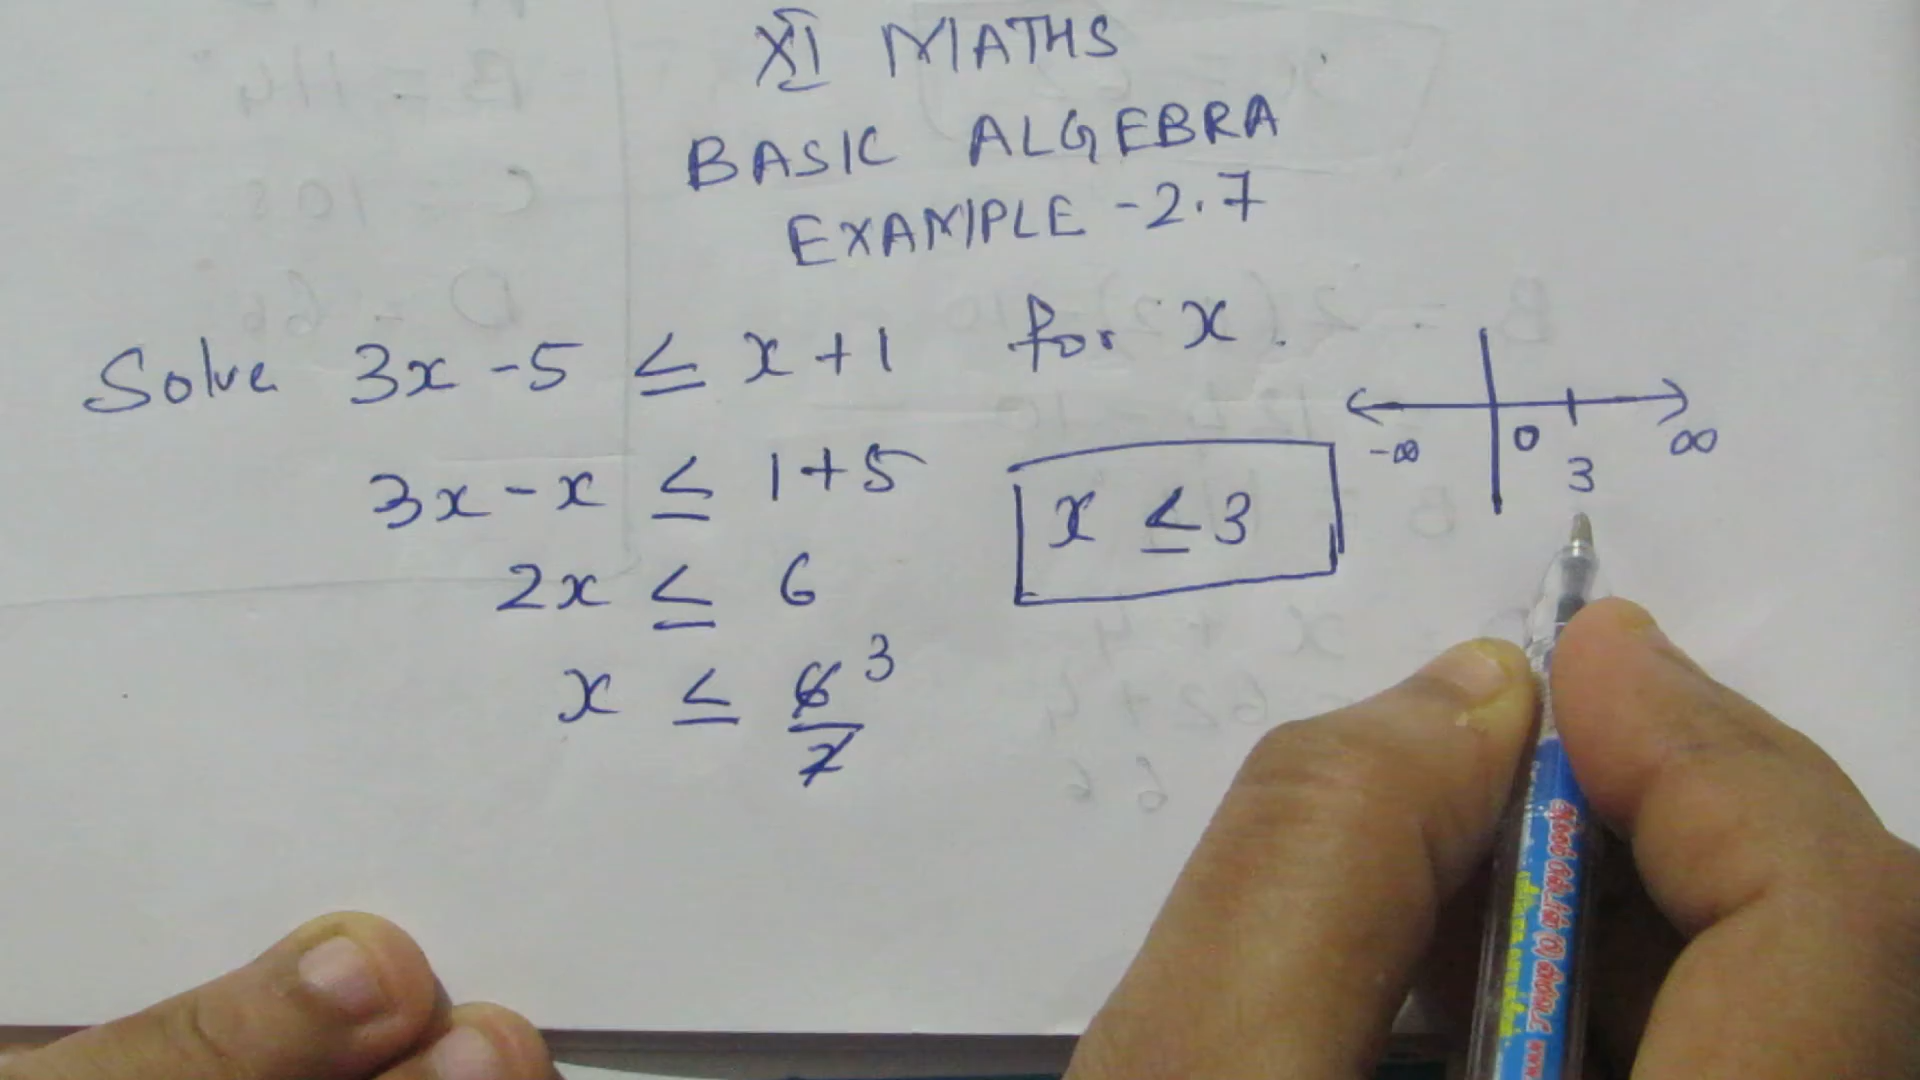 XI MATHS
BASIC ALGEBRA
EXAMPLE - 2.7
Solve 3x - 5 ≤ x + 1 for x.
3x - x ≤ 1 + 5
2x ≤ 6
x ≤ 6/2 3
x ≤ 3
-∞ 0 3 ∞